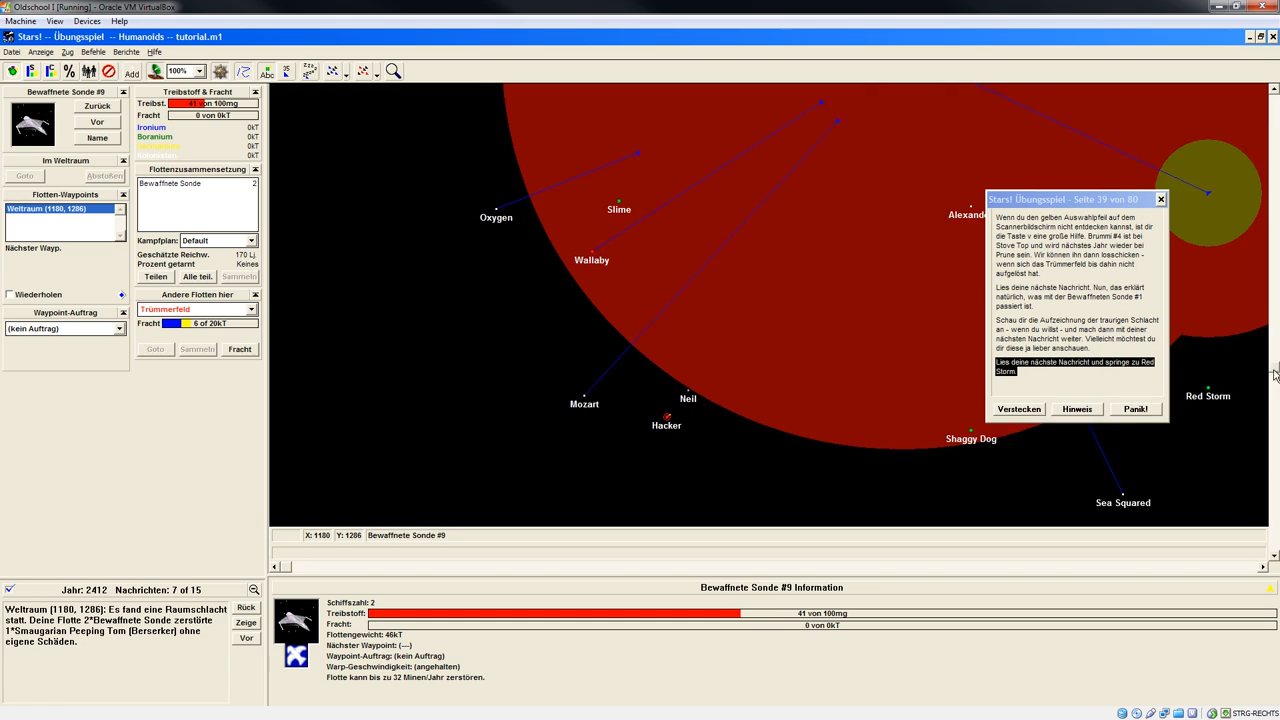 Oldschool I [Running] - Oracle VM VirtualBox
Machine View Devices Help
Stars! -- Übungsspiel -- Humanoids -- tutorial.m1
Datei Anzeige Zug Befehle Berichte Hilfe
Add 100% Abc 35
Bewaffnete Sonde #9
Zurück
Vor
Name
Im Weltraum
Goto Abstoßen
Flotten-Waypoints
Weltraum (1180, 1286)
Nächster Wayp.
Wiederholen
Waypoint-Auftrag
(kein Auftrag)
Treibstoff & Fracht
Treibst. 41 von 100mg
Fracht 0 von 0kT
Ironium 0kT
Boranium 0kT
0kT
0kT
Flottenzusammensetzung
Bewaffnete Sonde 2
Kampfplan: Default
Geschätzte Reichw. 170 Lj.
Prozent getarnt Keines
Teilen Alle teil. Sammeln
Andere Flotten hier
Trümmerfeld
Fracht 6 of 20kT
Goto Sammeln Fracht
Oxygen
Slime
Wallaby
Mozart
Neil
Hacker
Shaggy Dog
Red Storm
Sea Squared
Stars! Übungsspiel - Seite 39 von 80
Wenn du den gelben Auswahlpfeil auf dem
Scannerbildschirm nicht entdecken kannst, ist dir
die Taste v eine große Hilfe. Brummi #4 ist bei
Stove Top und wird nächstes Jahr wieder bei
Prune sein. Wir können ihn dann losschicken -
wenn sich das Trümmerfeld bis dahin nicht
aufgelöst hat.
Lies deine nächste Nachricht. Nun, das erklärt
natürlich, was mit der Bewaffneten Sonde #1
passiert ist.
Schau dir die Aufzeichnung der traurigen Schlacht
an - wenn du willst - und mach dann mit deiner
nächsten Nachricht weiter. Vielleicht möchtest du
dir diese ja lieber anschauen.
Lies deine nächste Nachricht und springe zu Red
Storm.
Verstecken Hinweis Panik!
X: 1180 Y: 1286 Bewaffnete Sonde #9
Jahr: 2412 Nachrichten: 7 of 15
Weltraum (1180, 1286): Es fand eine Raumschlacht
statt. Deine Flotte 2*Bewaffnete Sonde zerstörte
1*Smaugarian Peeping Tom (Berserker) ohne
eigene Schäden.
Rück
Zeige
Vor
Bewaffnete Sonde #9 Information
Schiffszahl: 2
Treibstoff: 41 von 100mg
Fracht: 0 von 0kT
Flottengewicht: 46kT
Nächster Waypoint: (---)
Waypoint-Auftrag: (kein Auftrag)
Warp-Geschwindigkeit: (angehalten)
Flotte kann bis zu 32 Minen/Jahr zerstören.
STRG-RECHTS